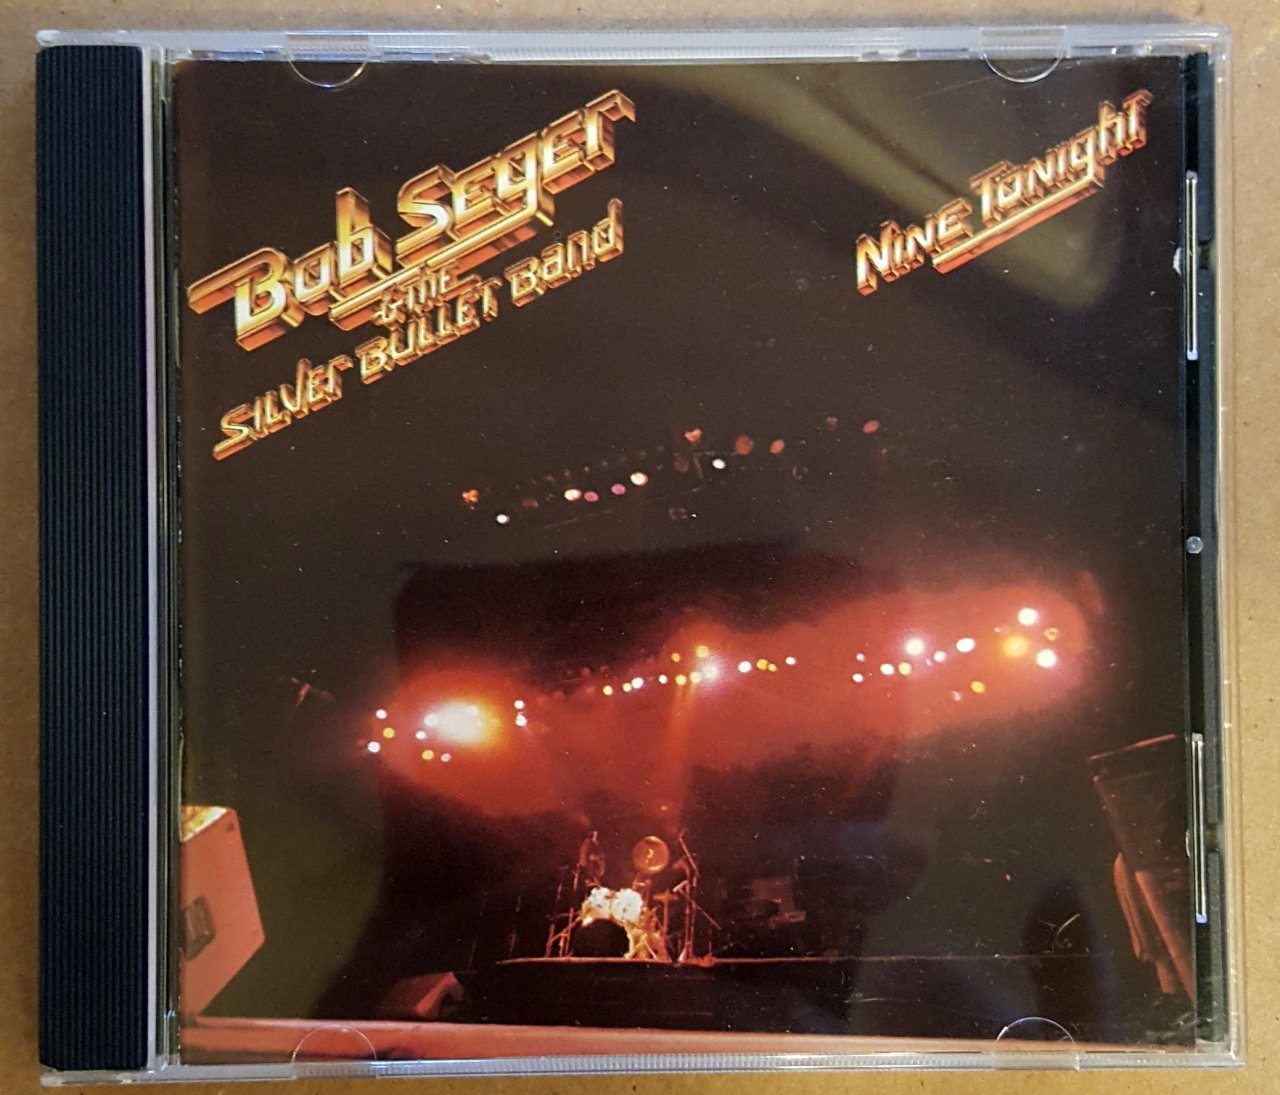 Bob Seger
& The
Silver Bullet Band
Nine Tonight